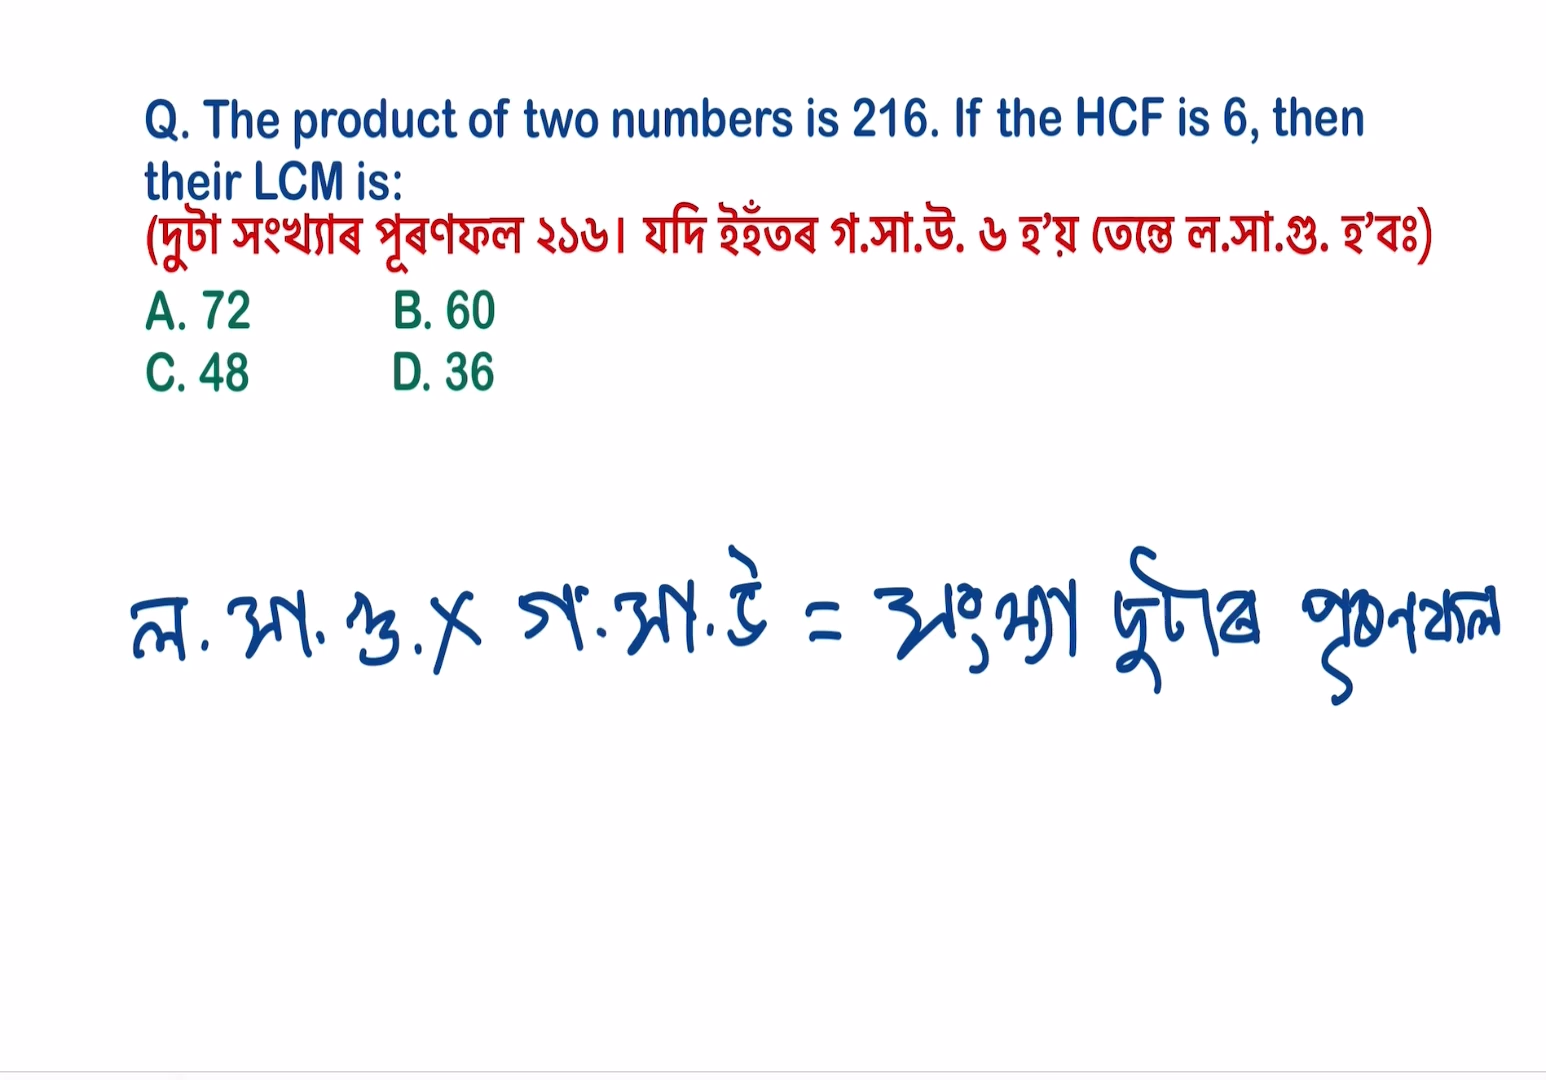 Q. The product of two numbers is 216. If the HCF is 6, then
their LCM is:
(দুটা সংখ্যাৰ পূৰণফল ২১৬। যদি ইহঁতৰ গ.সা.উ. ৬ হ’য় তেন্তে ল.সা.গু. হ’বঃ)
A. 72 B. 60
C. 48 D. 36
ল. সা. গু. X গ. সা. উ = সংখ্যা দুটাৰ পূৰণফল